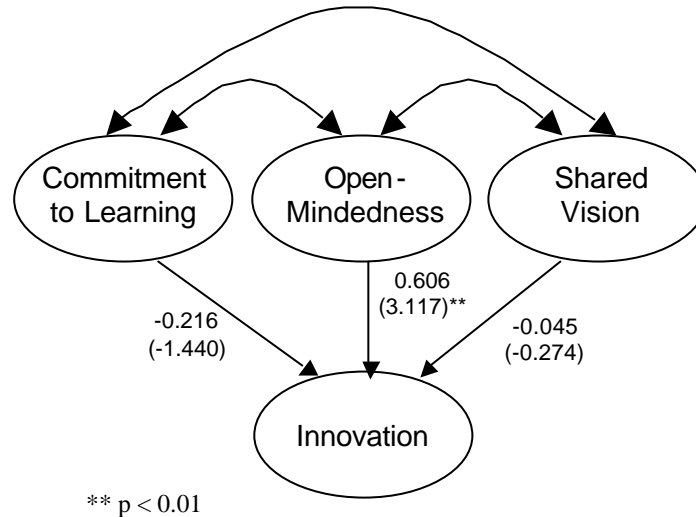 Commitment
to Learning
Open-
Mindedness
Shared
Vision
-0.216
(-1.440)
0.606
(3.117)**
-0.045
(-0.274)
Innovation
** p < 0.01